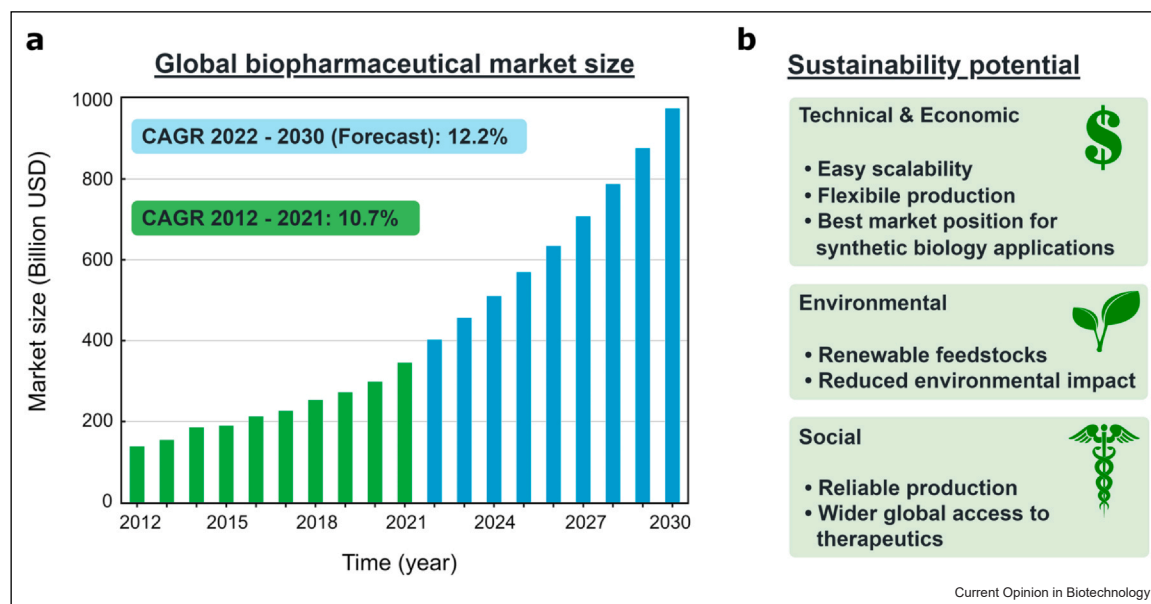 a
Global biopharmaceutical market size
1000
800
600
400
200
0
Market size (Billion USD)
CAGR 2022 - 2030 (Forecast): 12.2%
CAGR 2012 - 2021: 10.7%
2012
2015
2018
2021
2024
2027
2030
Time (year)
b
Sustainability potential
Technical & Economic
$
• Easy scalability
• Flexibile production
• Best market position for
synthetic biology applications
Environmental
• Renewable feedstocks
• Reduced environmental impact
Social
• Reliable production
• Wider global access to
therapeutics
Current Opinion in Biotechnology